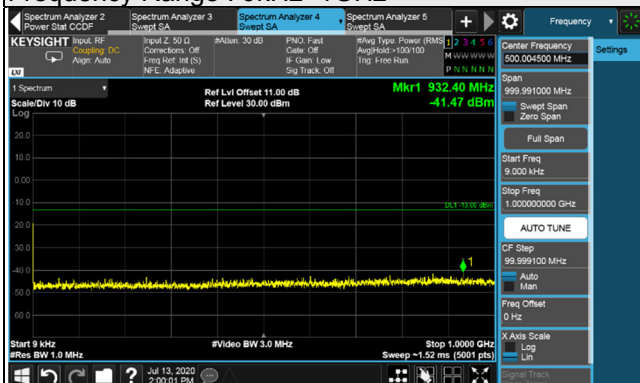 Spectrum Analyzer 2
Power Stat CCDF
Spectrum Analyzer 3
Swept SA
Spectrum Analyzer 4
Swept SA
Spectrum Analyzer 5
Swept SA
Frequency
KEYSIGHT
Input: RF
Coupling: DC
Align: Auto
LXI
Input Z: 50 Ω
Corrections: Off
Freq Ref: Int (S)
NFE: Adaptive
#Atten: 30 dB
PNO: Fast
Gate: Off
IF Gain: Low
Sig Track: Off
#Avg Type: Power (RMS
Avg|Hold:>100/100
Trig: Free Run
1 2 3 4 5 6
M W W W W W
P N N N N N
1 Spectrum
Scale/Div 10 dB
Log
Ref Lvl Offset 11.00 dB
Ref Level 30.00 dBm
Mkr1 932.40 MHz
-41.47 dBm
20.0
10.0
0.00
10.0
DL1 -13.00 dBm
20.0
30.0
40.0
1
50.0
60.0
Start 9 kHz
#Res BW 1.0 MHz
#Video BW 3.0 MHz
Stop 1.0000 GHz
Sweep ~1.52 ms (5001 pts)
Jul 13, 2020
2:00:01 PM
Center Frequency
500.004500 MHz
Settings
Span
999.991000 MHz
Swept Span
Zero Span
Full Span
Start Freq
9.000 kHz
Stop Freq
1.000000000 GHz
AUTO TUNE
CF Step
99.999100 MHz
Auto
Man
Freq Offset
0 Hz
X Axis Scale
Log
Lin
Signal Track